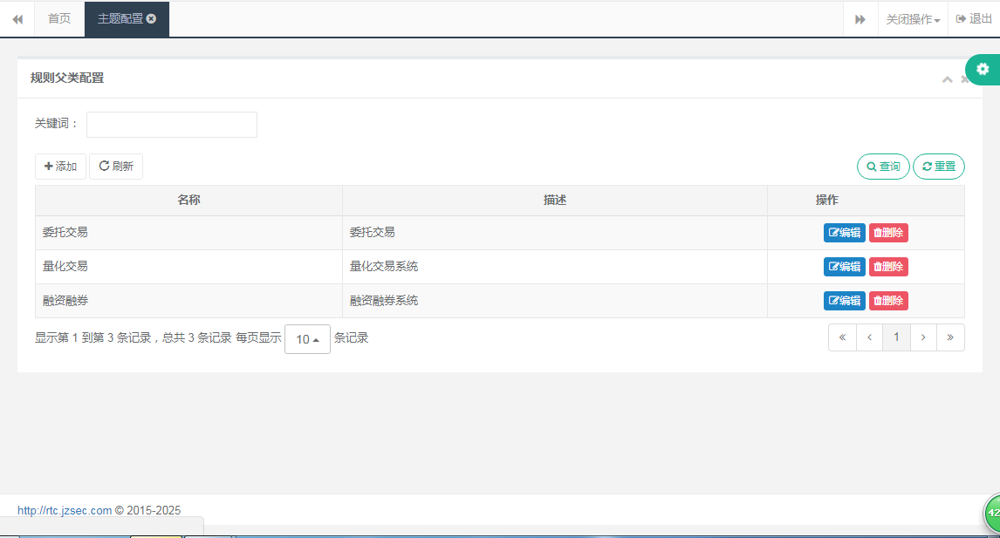 首页 主题配置 关闭操作 退出
规则父类配置
关键词：
添加 刷新 查询 重置
名称 描述 操作
委托交易 委托交易 编辑 删除
量化交易 量化交易系统 编辑 删除
融资融券 融资融券系统 编辑 删除
显示第 1 到第 3 条记录，总共 3 条记录 每页显示 10 条记录 « ‹ 1 › »
http://rtc.jzsec.com © 2015-2025
42